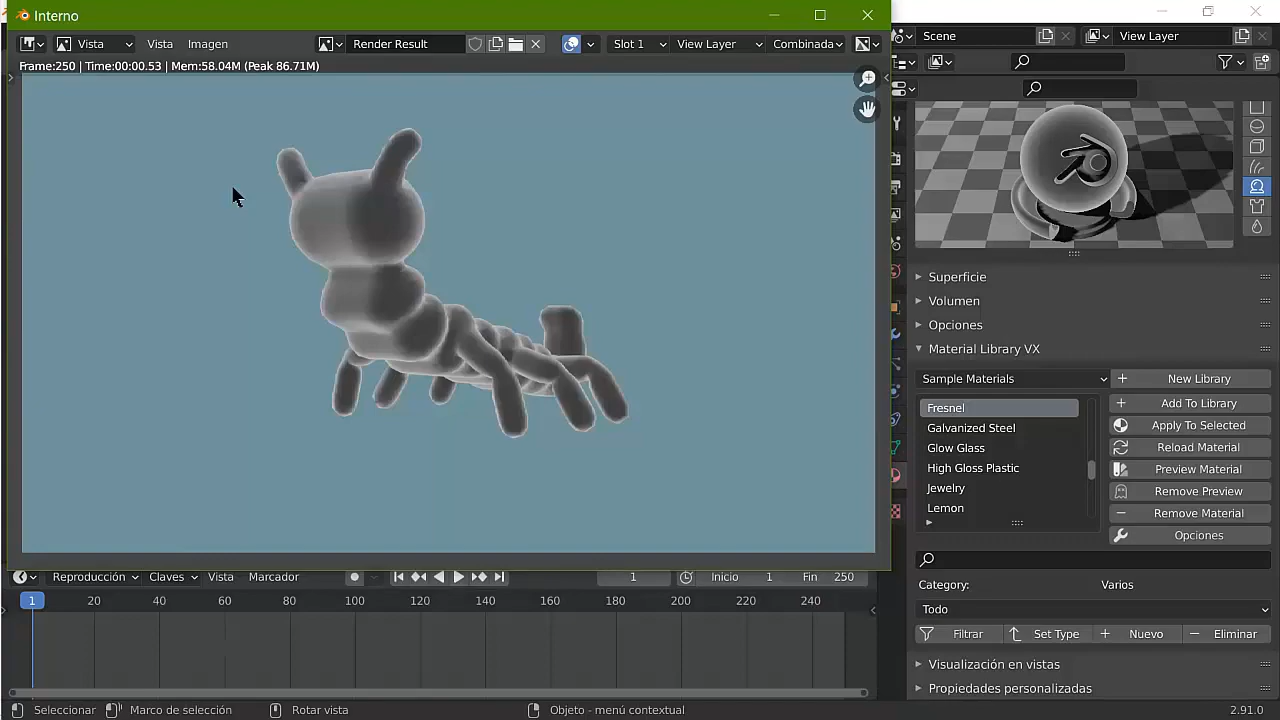 Interno
Vista Vista Imagen Render Result Slot 1 View Layer Combinada
Frame:250 | Time:00:00.53 | Mem:58.04M (Peak 86.71M)
Scene View Layer
Superficie
Volumen
Opciones
Material Library VX
Sample Materials
New Library
Fresnel
Add To Library
Galvanized Steel
Apply To Selected
Glow Glass
Reload Material
High Gloss Plastic
Preview Material
Jewelry
Remove Preview
Lemon
Remove Material
Opciones
Category: Varios
Todo
Filtrar Set Type Nuevo Eliminar
Visualización en vistas
Propiedades personalizadas
Reproducción Claves Vista Marcador 1 Inicio 1 Fin 250
1 20 40 60 80 100 120 140 160 180 200 220 240
Seleccionar Marco de selección Rotar vista Objeto - menú contextual 2.91.0